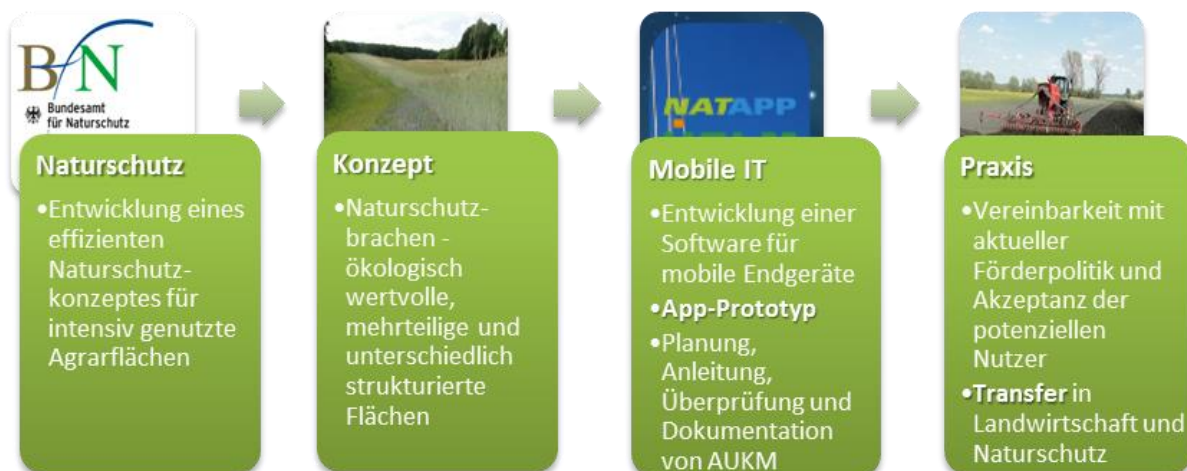 BfN
Bundesamt
für Naturschutz
Naturschutz
•Entwicklung eines
effizienten
Naturschutz-
konzeptes für
intensiv genutzte
Agrarflächen
Konzept
•Naturschutz-
brachen -
ökologisch
wertvolle,
mehrteilige und
unterschiedlich
strukturierte
Flächen
NATAPP
Mobile IT
•Entwicklung einer
Software für
mobile Endgeräte
•App-Prototyp
•Planung,
Anleitung,
Überprüfung und
Dokumentation
von AUKM
Praxis
•Vereinbarkeit mit
aktueller
Förderpolitik und
Akzeptanz der
potenziellen
Nutzer
•Transfer in
Landwirtschaft und
Naturschutz